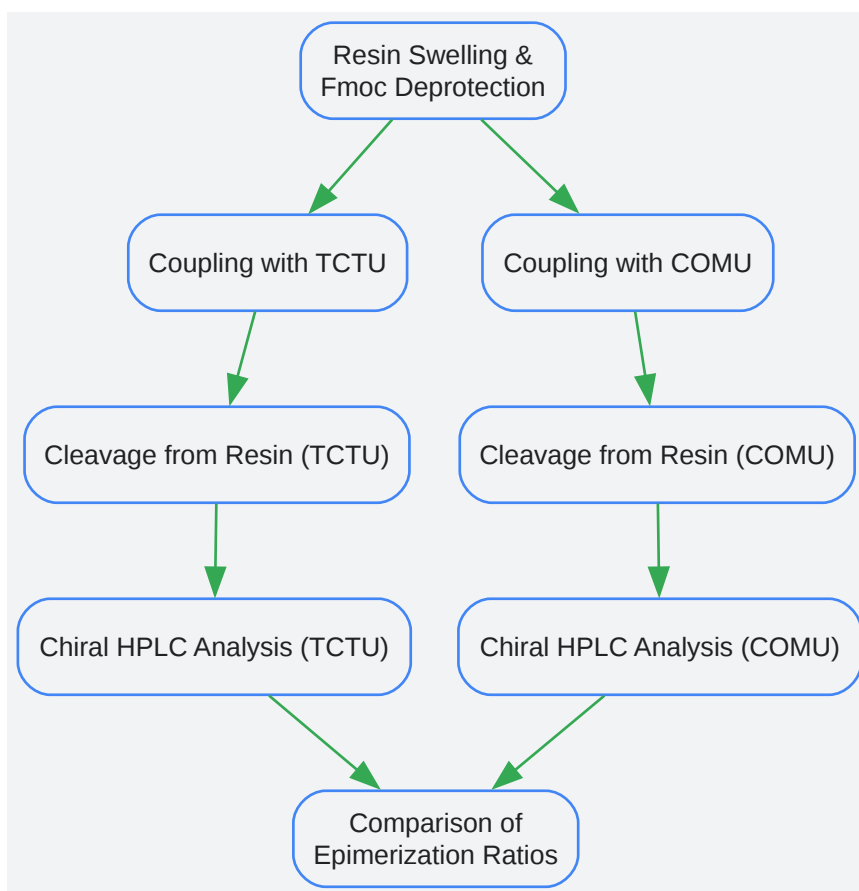 Resin Swelling &
Fmoc Deprotection
Coupling with TCTU
Coupling with COMU
Cleavage from Resin (TCTU)
Cleavage from Resin (COMU)
Chiral HPLC Analysis (TCTU)
Chiral HPLC Analysis (COMU)
Comparison of
Epimerization Ratios